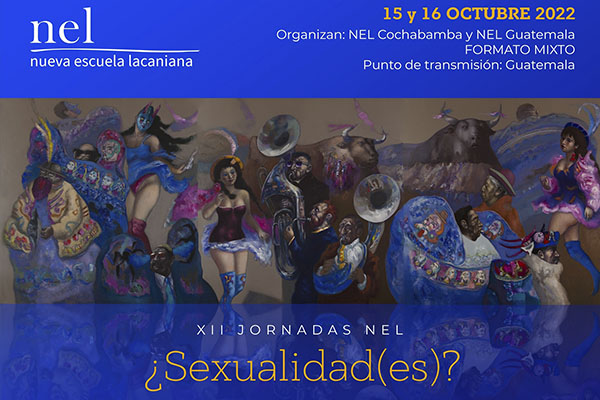 nel
nueva escuela lacaniana
15 y 16 OCTUBRE 2022
Organizan: NEL Cochabamba y NEL Guatemala
FORMATO MIXTO
Punto de transmisión: Guatemala
XII JORNADAS NEL
¿Sexualidad(es)?